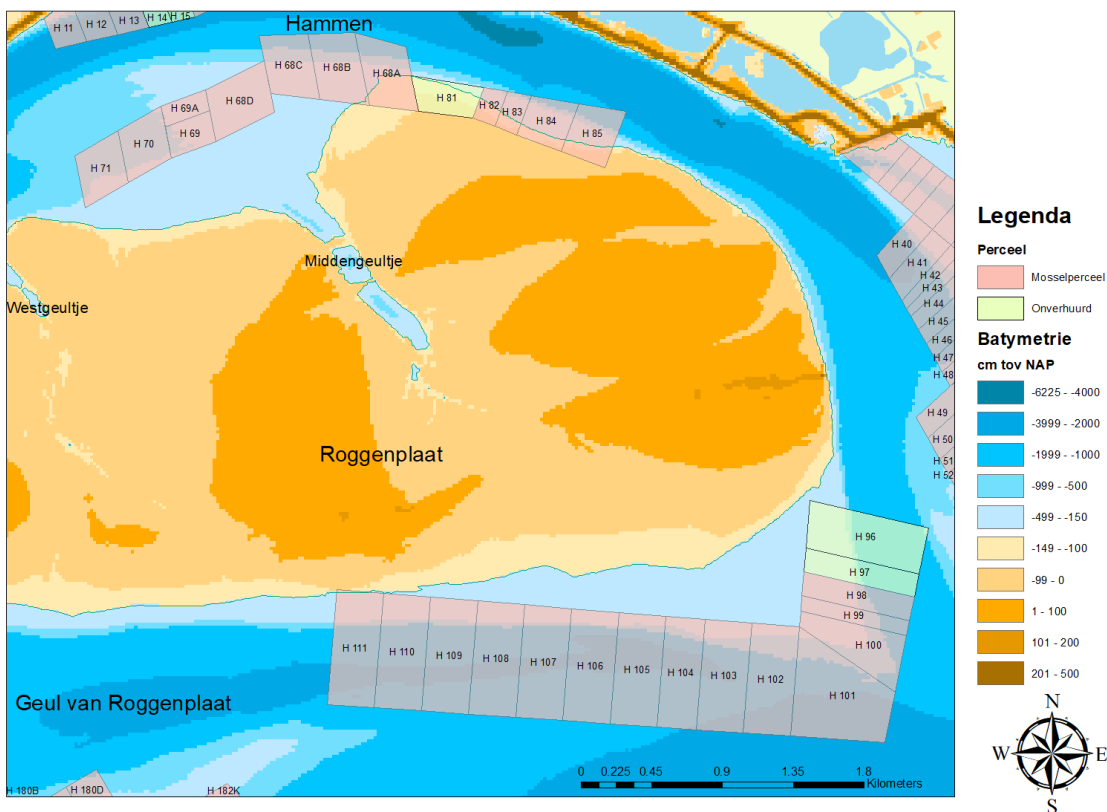 Hammen
H 11
H 12
H 13
H 14
H 15
H 68C
H 68B
H 68A
H 81
H 82
H 83
H 84
H 85
H 68D
H 69A
H 69
H 70
H 71
H 40
H 41
H 42
H 43
H 44
H 45
H 46
H 47
H 48
H 49
H 50
H 51
H 52
Middengeultje
Westgeultje
Roggenplaat
H 96
H 97
H 98
H 99
H 100
H 111
H 110
H 109
H 108
H 107
H 106
H 105
H 104
H 103
H 102
H 101
Geul van Roggenplaat
H 180B
H 180D
H 182K
0 0.225 0.45 0.9 1.35 1.8
Kilometers
Legenda
Perceel
Mosselperceel
Onverhuurd
Batymetrie
cm tov NAP
-6225 - -4000
-3999 - -2000
-1999 - -1000
-999 - -500
-499 - -150
-149 - -100
-99 - 0
1 - 100
101 - 200
201 - 500
N
W E
S